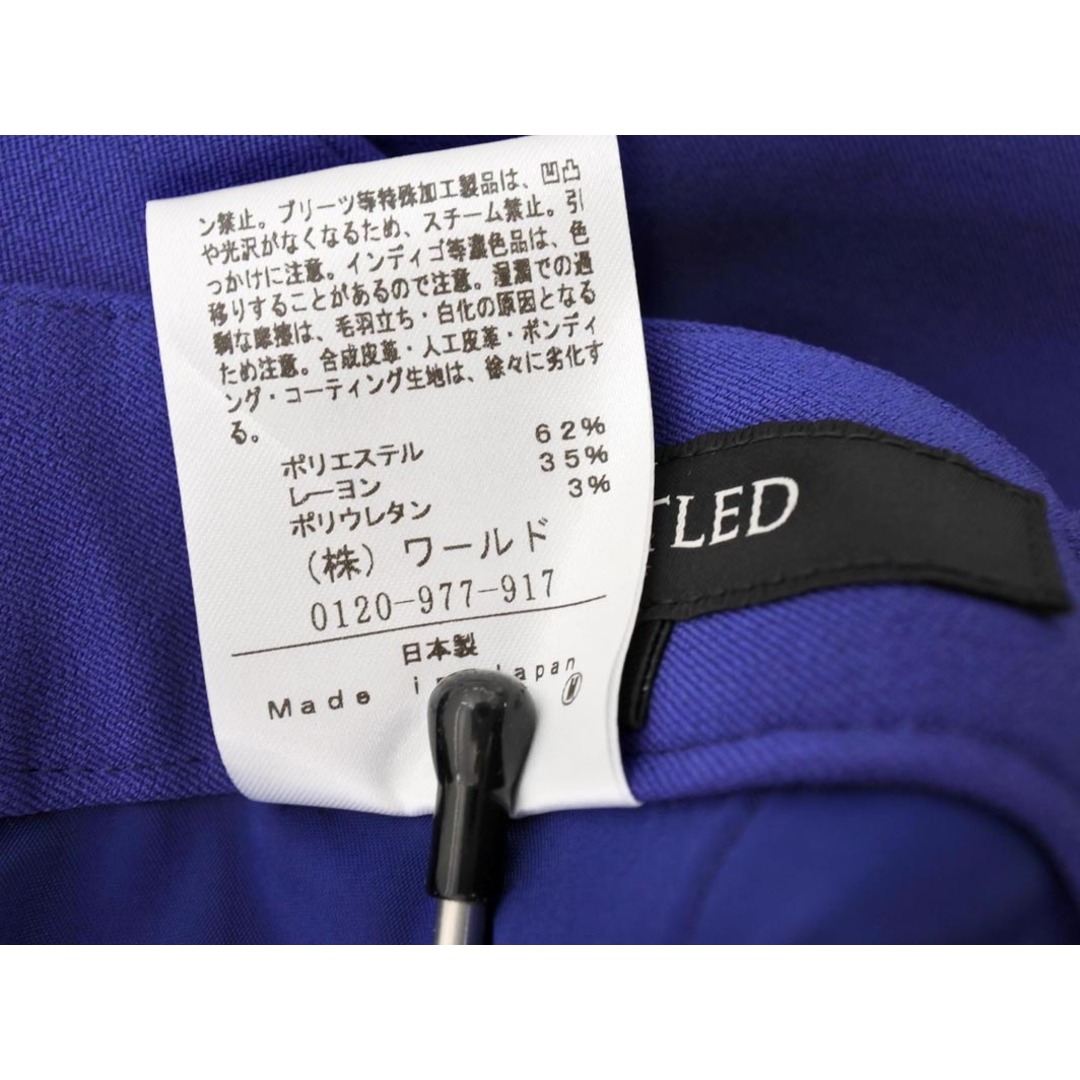 ン禁止。プリーツ等特殊加工製品は、凹凸
や光沢がなくなるため、スチーム禁止。引
っかけに注意。インディゴ等濃色品は、色
移りすることがあるので注意。湿潤での過
剰な摩擦は、毛羽立ち・白化の原因となる
ため注意。合成皮革・人工皮革・ボンディ
ング・コーティング生地は、徐々に劣化す
る。
ポリエステル 62%
レーヨン 35%
ポリウレタン 3%
(株)ワールド
0120-977-917
日本製
Made in Japan
TLED